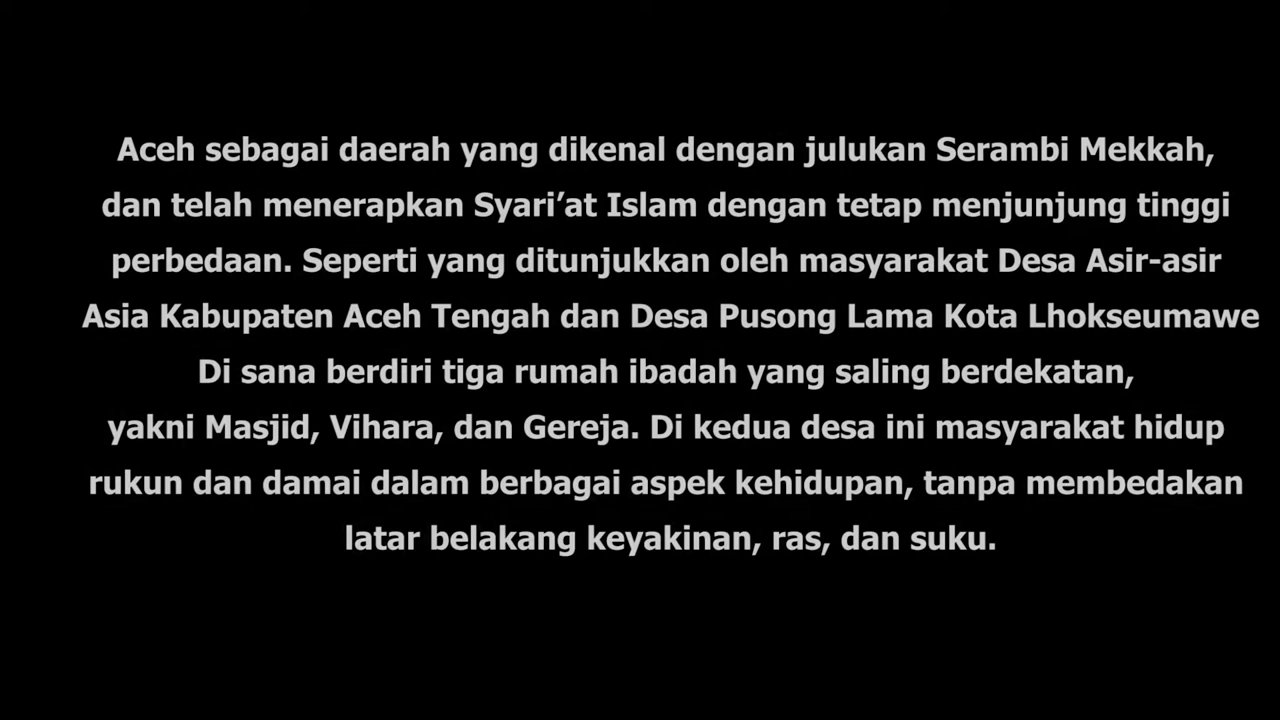 Aceh sebagai daerah yang dikenal dengan julukan Serambi Mekkah,
dan telah menerapkan Syari’at Islam dengan tetap menjunjung tinggi
perbedaan. Seperti yang ditunjukkan oleh masyarakat Desa Asir-asir
Asia Kabupaten Aceh Tengah dan Desa Pusong Lama Kota Lhokseumawe
Di sana berdiri tiga rumah ibadah yang saling berdekatan,
yakni Masjid, Vihara, dan Gereja. Di kedua desa ini masyarakat hidup
rukun dan damai dalam berbagai aspek kehidupan, tanpa membedakan
latar belakang keyakinan, ras, dan suku.